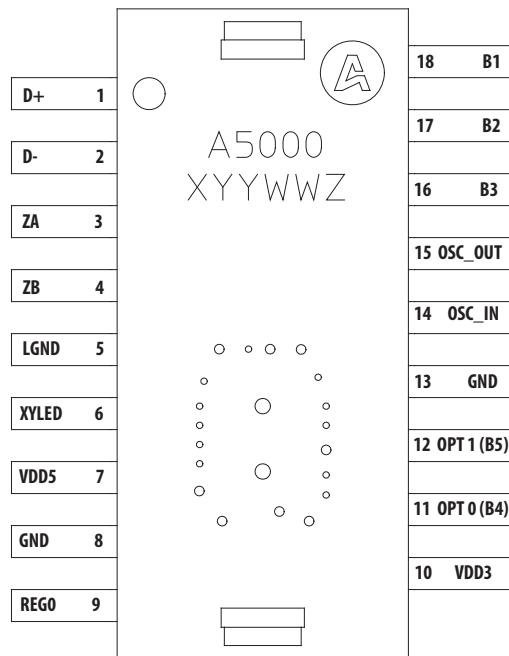 A5000
XYYWWZ
D+ 1
D- 2
ZA 3
ZB 4
LGND 5
XYLED 6
VDD5 7
GND 8
REG0 9
18 B1
17 B2
16 B3
15 OSC_OUT
14 OSC_IN
13 GND
12 OPT 1 (B5)
11 OPT 0 (B4)
10 VDD3